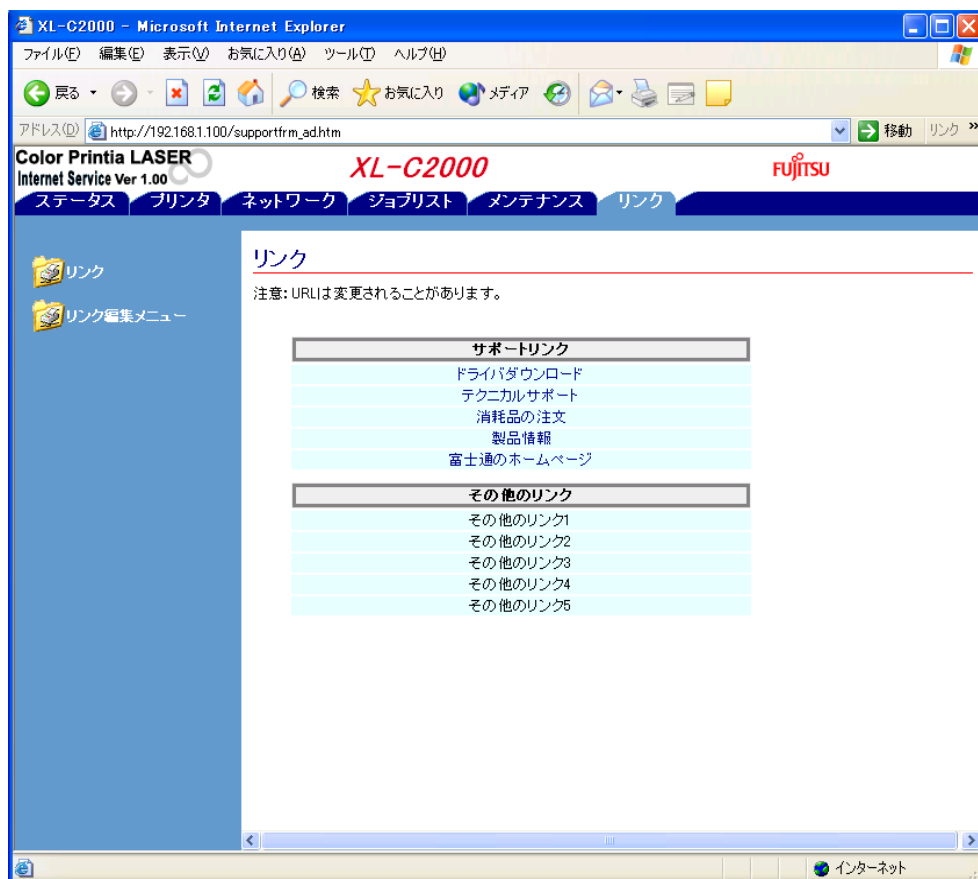 XL-C2000 - Microsoft Internet Explorer
ファイル(F) 編集(E) 表示(V) お気に入り(A) ツール(T) ヘルプ(H)
戻る 検索 お気に入り メディア
アドレス(D) http://192.168.1.100/supportfrm_ad.htm 移動 リンク »
Color Printia LASER
Internet Service Ver 1.00
XL-C2000
FUJITSU
ステータス プリンタ ネットワーク ジョブリスト メンテナンス リンク
リンク
リンク編集メニュー
リンク
注意: URLは変更されることがあります。
サポートリンク
ドライバダウンロード
テクニカルサポート
消耗品の注文
製品情報
富士通のホームページ
その他のリンク
その他のリンク1
その他のリンク2
その他のリンク3
その他のリンク4
その他のリンク5
インターネット